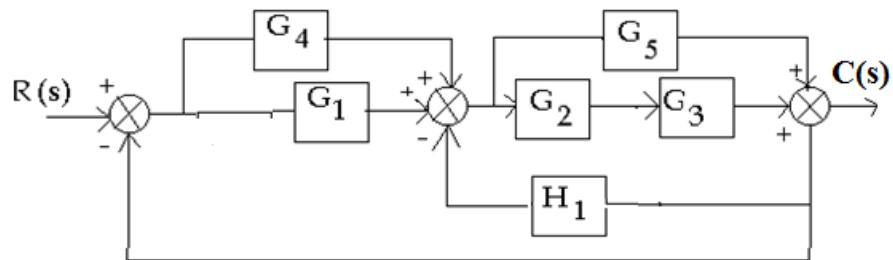 G4
G5
R(s)
+
+
+
+
C(s)
G1
+
G2
G3
-
-
+
H1